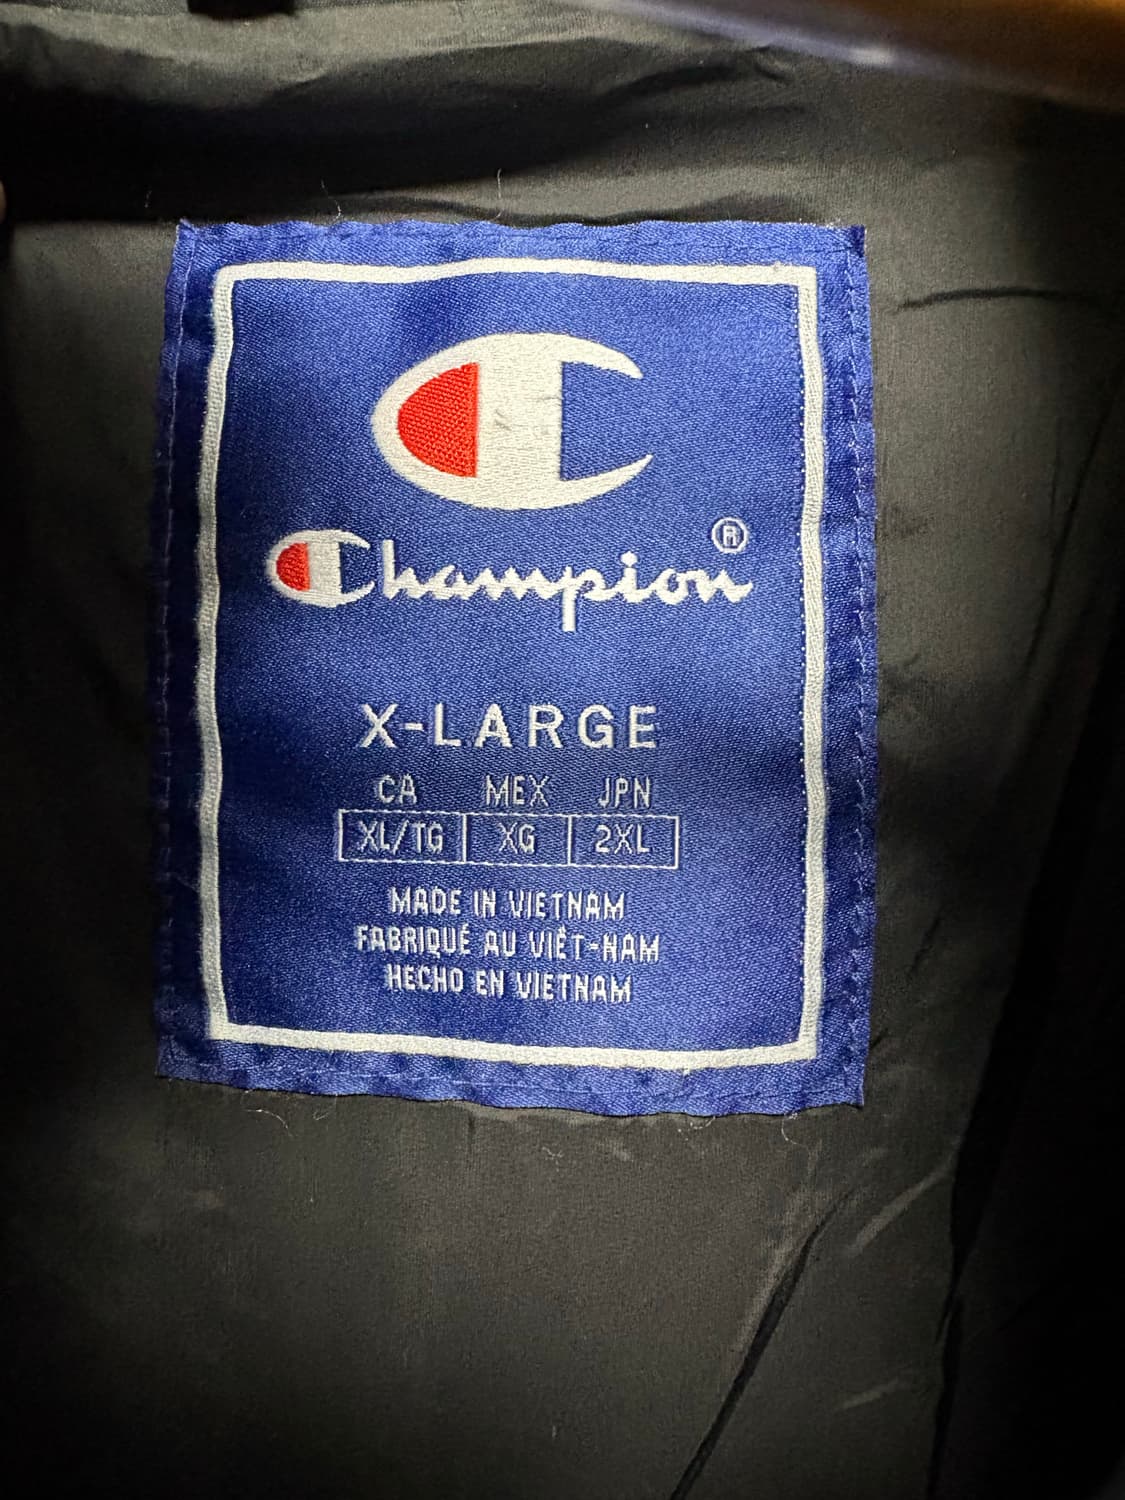 Champion®
X-LARGE
CA MEX JPN
XL/TG XG 2XL
MADE IN VIETNAM
FABRIQUÉ AU VIÊT-NAM
HECHO EN VIETNAM